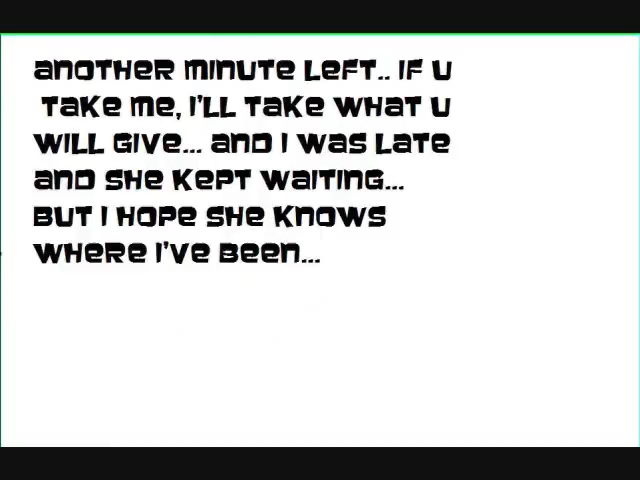 ANOTHER MINUTE LEFT.. IF U
TAKE ME, I'LL TAKE WHAT U
WILL GIVE... AND I WAS LATE
AND SHE KEPT WAITING...
BUT I HOPE SHE KNOWS
WHERE I'VE BEEN...